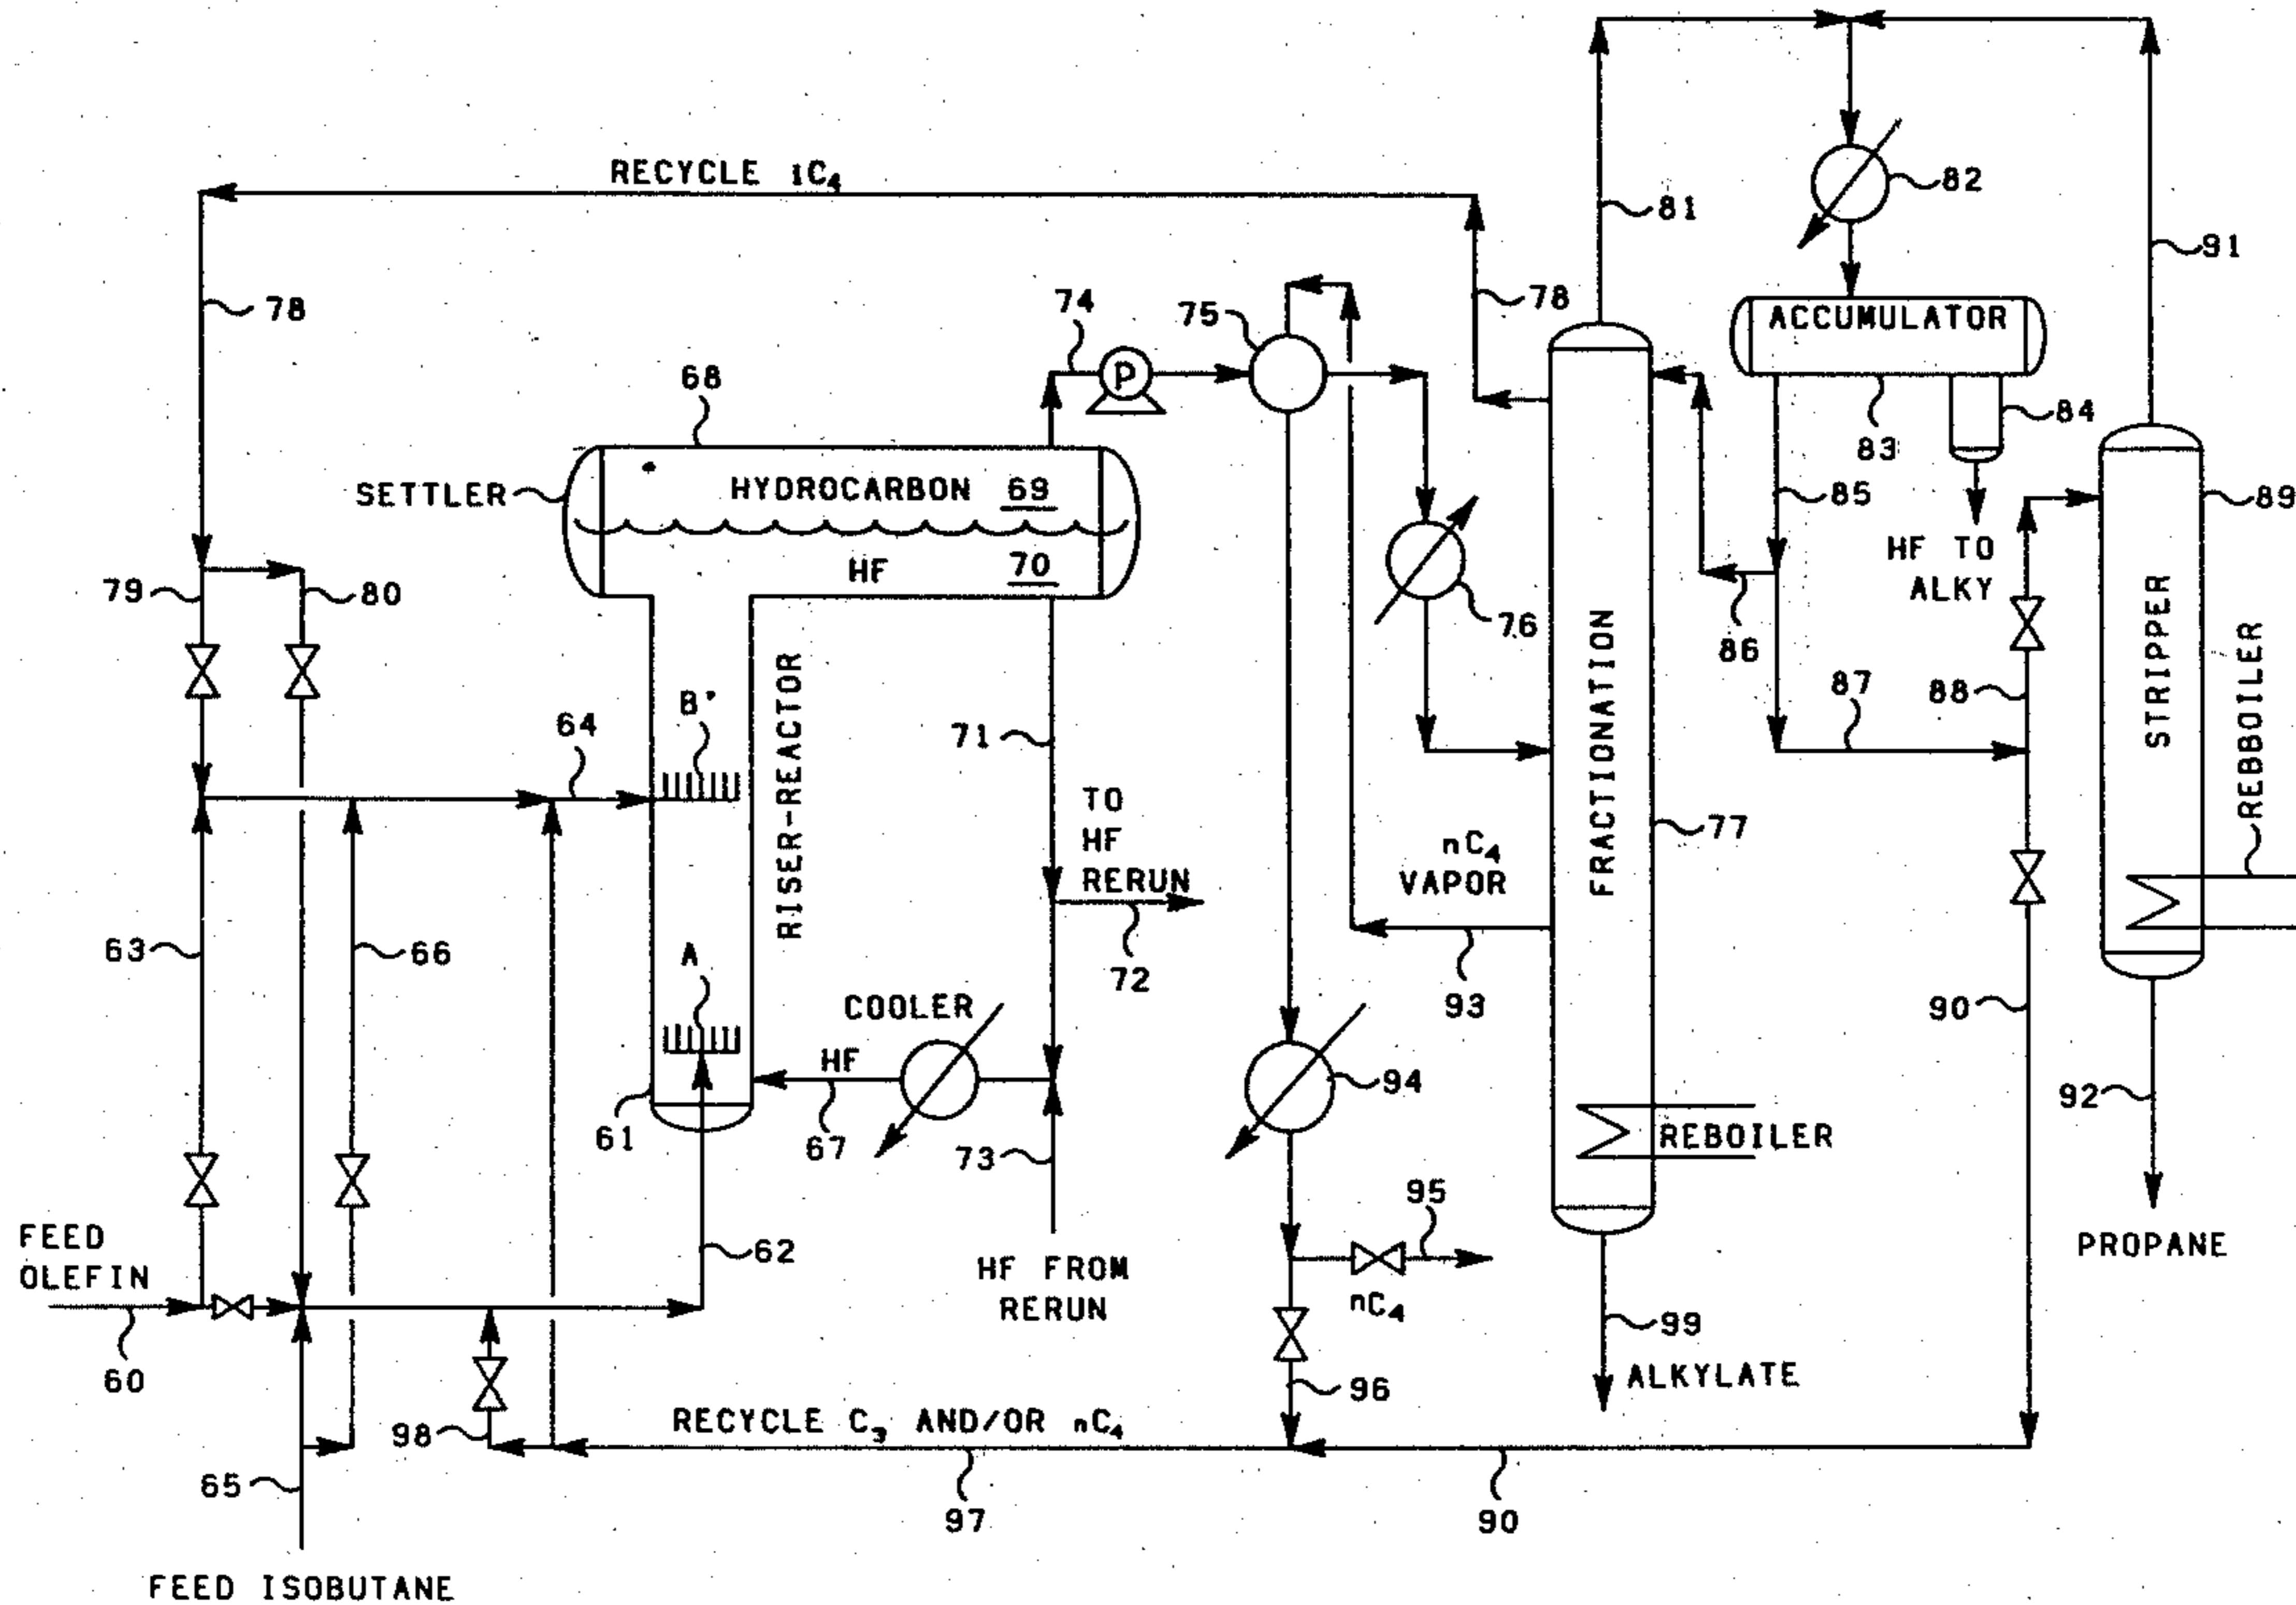 RECYCLE iC₄
81
82
91
78
78
74
75
P
ACCUMULATOR
68
84
83
SETTLER
HYDROCARBON 69
85
89
HF 70
HF TO
ALKY
79
80
76
86
STRIPPER
REBBOILER
B'
RISER-REACTOR
FRACTIONATION
87
88
64
71
TO
HF
RERUN
77
nC₄
VAPOR
63
66
A
72
93
90
COOLER
HF
94
92
61
67
73
REBOILER
95
FEED
OLEFIN
62
HF FROM
RERUN
nC₄
PROPANE
99
60
96
ALKYLATE
98
RECYCLE C₃ AND/OR nC₄
65
97
90
FEED ISOBUTANE